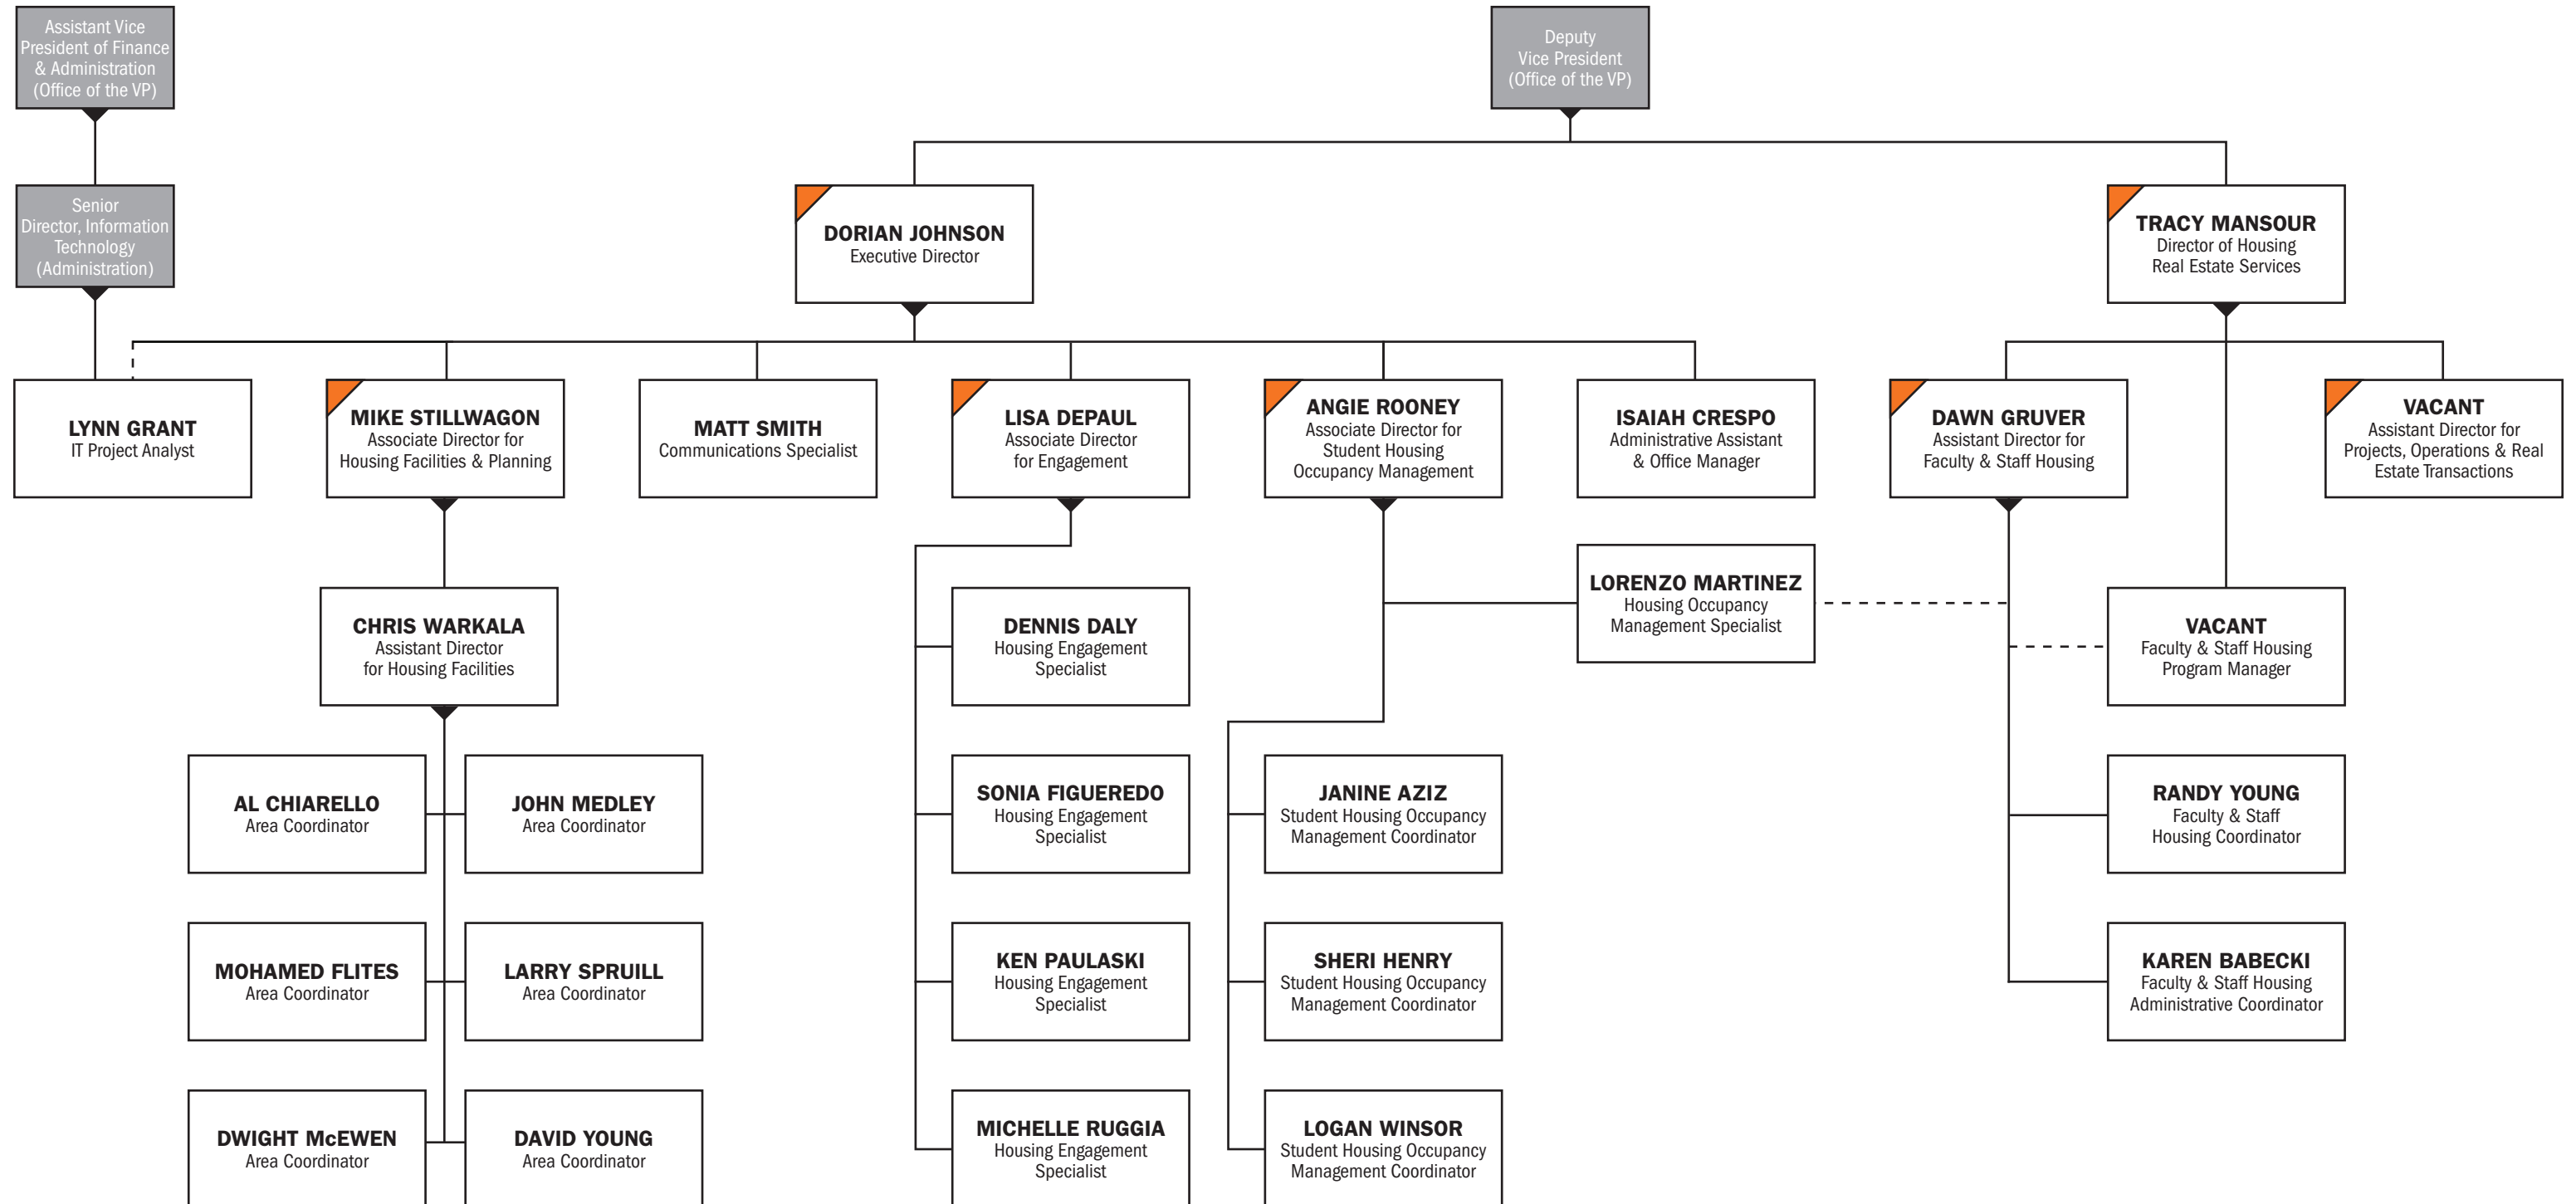 Assistant Vice
President of Finance
& Administration
(Office of the VP)
Deputy
Vice President
(Office of the VP)
Senior
Director, Information
Technology
(Administration)
DORIAN JOHNSON
Executive Director
TRACY MANSOUR
Director of Housing
Real Estate Services
LYNN GRANT
IT Project Analyst
MIKE STILLWAGON
Associate Director for
Housing Facilities & Planning
MATT SMITH
Communications Specialist
LISA DEPAUL
Associate Director
for Engagement
ANGIE ROONEY
Associate Director for
Student Housing
Occupancy Management
ISAIAH CRESPO
Administrative Assistant
& Office Manager
DAWN GRUVER
Assistant Director for
Faculty & Staff Housing
VACANT
Assistant Director for
Projects, Operations & Real
Estate Transactions
LORENZO MARTINEZ
Housing Occupancy
Management Specialist
CHRIS WARKALA
Assistant Director
for Housing Facilities
DENNIS DALY
Housing Engagement
Specialist
VACANT
Faculty & Staff Housing
Program Manager
AL CHIARELLO
Area Coordinator
JOHN MEDLEY
Area Coordinator
SONIA FIGUEREDO
Housing Engagement
Specialist
JANINE AZIZ
Student Housing Occupancy
Management Coordinator
RANDY YOUNG
Faculty & Staff
Housing Coordinator
MOHAMED FLITES
Area Coordinator
LARRY SPRUILL
Area Coordinator
KEN PAULASKI
Housing Engagement
Specialist
SHERI HENRY
Student Housing Occupancy
Management Coordinator
KAREN BABECKI
Faculty & Staff Housing
Administrative Coordinator
DWIGHT McEWEN
Area Coordinator
DAVID YOUNG
Area Coordinator
MICHELLE RUGGIA
Housing Engagement
Specialist
LOGAN WINSOR
Student Housing Occupancy
Management Coordinator